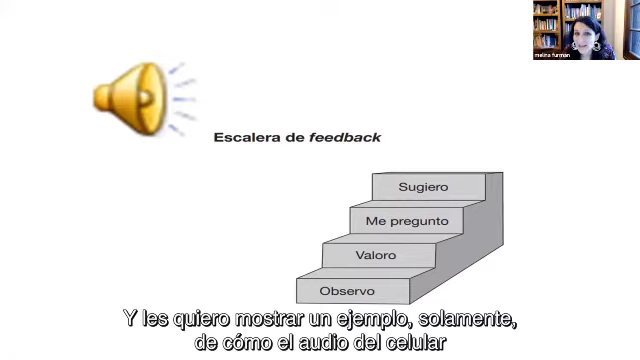 melina furman
Escalera de feedback
Sugiero
Me pregunto
Valoro
Observo
Y les quiero mostrar un ejemplo, solamente,
de cómo el audio del celular